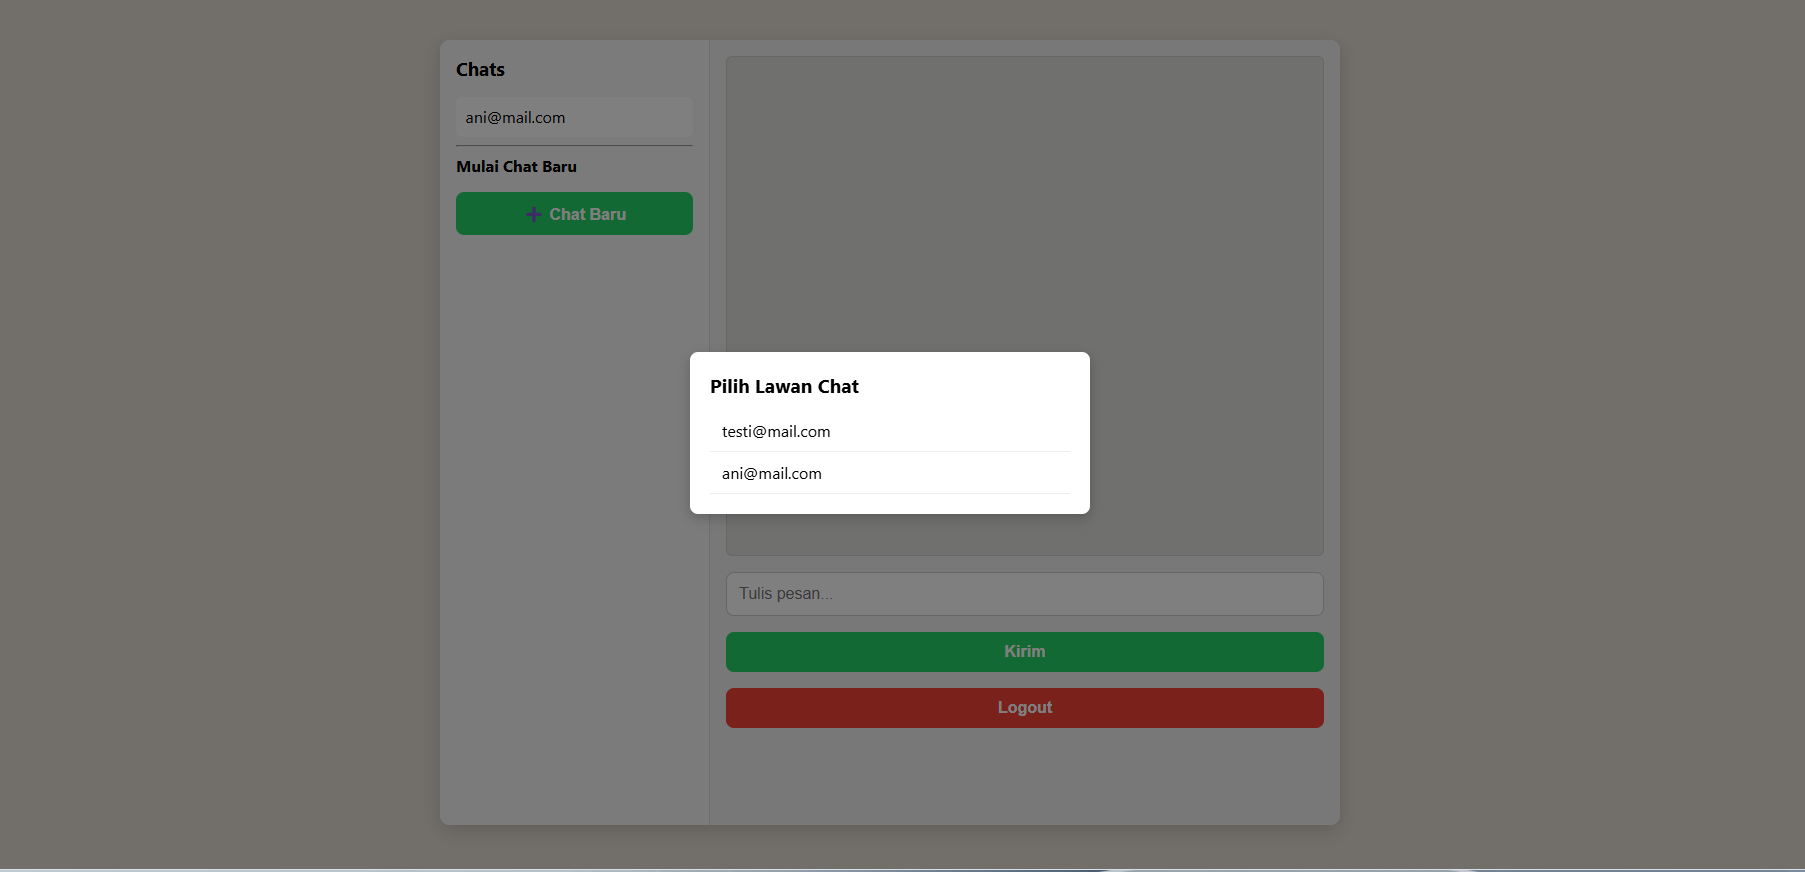 Chats
ani@mail.com
Mulai Chat Baru
➕ Chat Baru
Pilih Lawan Chat
testi@mail.com
ani@mail.com
Tulis pesan...
Kirim
Logout